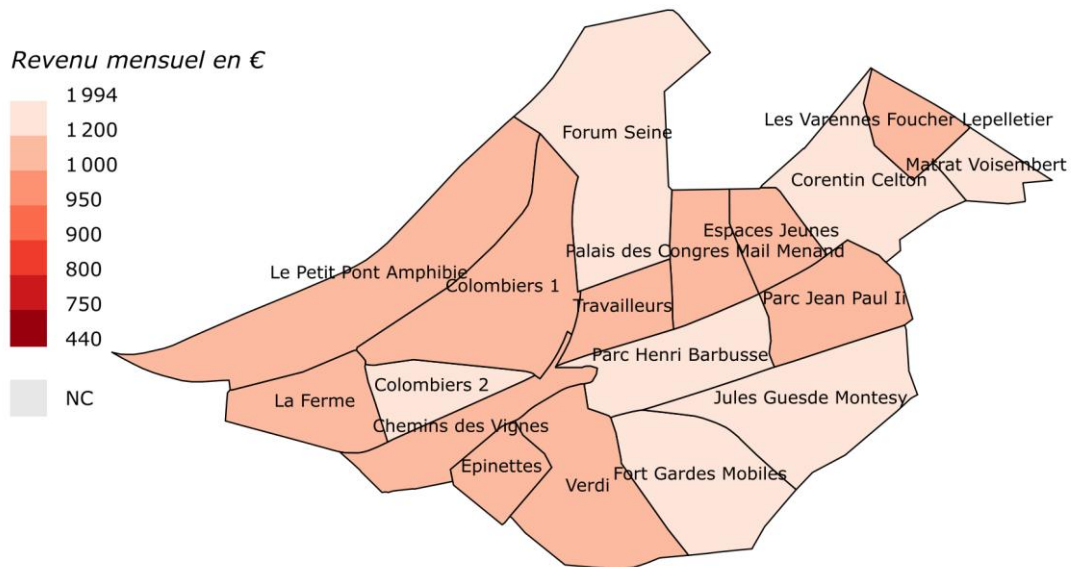 Revenu mensuel en €
1 994
1 200
1 000
950
900
800
750
440
NC
Forum Seine
Les Varennes Foucher Lepelletier
Matrat Voisembert
Corentin Celton
Espaces Jeunes
Palais des Congres Mail Menand
Le Petit Pont Amphibie
Colombiers 1
Travailleurs
Parc Jean Paul Ii
Parc Henri Barbusse
Colombiers 2
La Ferme
Jules Guesde Montesy
Chemins des Vignes
Epinettes
Verdi
Fort Gardes Mobiles